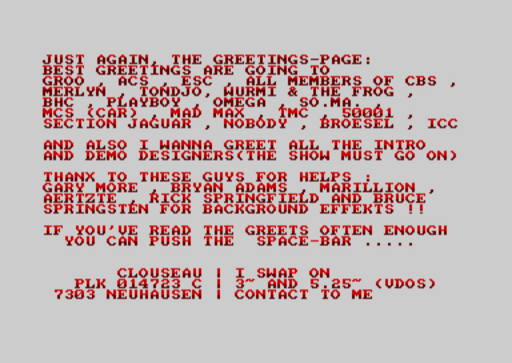 JUST AGAIN, THE GREETINGS-PAGE:
BEST GREETINGS ARE GOING TO
GROO , ACS , ESC , ALL MEMBERS OF CBS ,
MERLYN , TONDJO, WURMI & THE FROG ,
BHC , PLAYBOY , OMEGA , SO.MA. ,
MCS (CAR) , MAD MAX , IMC , 50001 ,
SECTION JAGUAR , NOBODY , BROESEL , ICC
AND ALSO I WANNA GREET ALL THE INTRO
AND DEMO DESIGNERS(THE SHOW MUST GO ON)
THANX TO THESE GUYS FOR HELPS :
GARY MORE , BRYAN ADAMS , MARILLION ,
AERTZTE , RICK SPRINGFIELD AND BRUCE
SPRINGSTEN FOR BACKGROUND EFFEKTS !!
IF YOU'VE READ THE GREETS OFTEN ENOUGH
YOU CAN PUSH THE SPACE-BAR .....
CLOUSEAU | I SWAP ON
PLK 014723 C | 3~ AND 5.25~ (VDOS)
7303 NEUHAUSEN | CONTACT TO ME